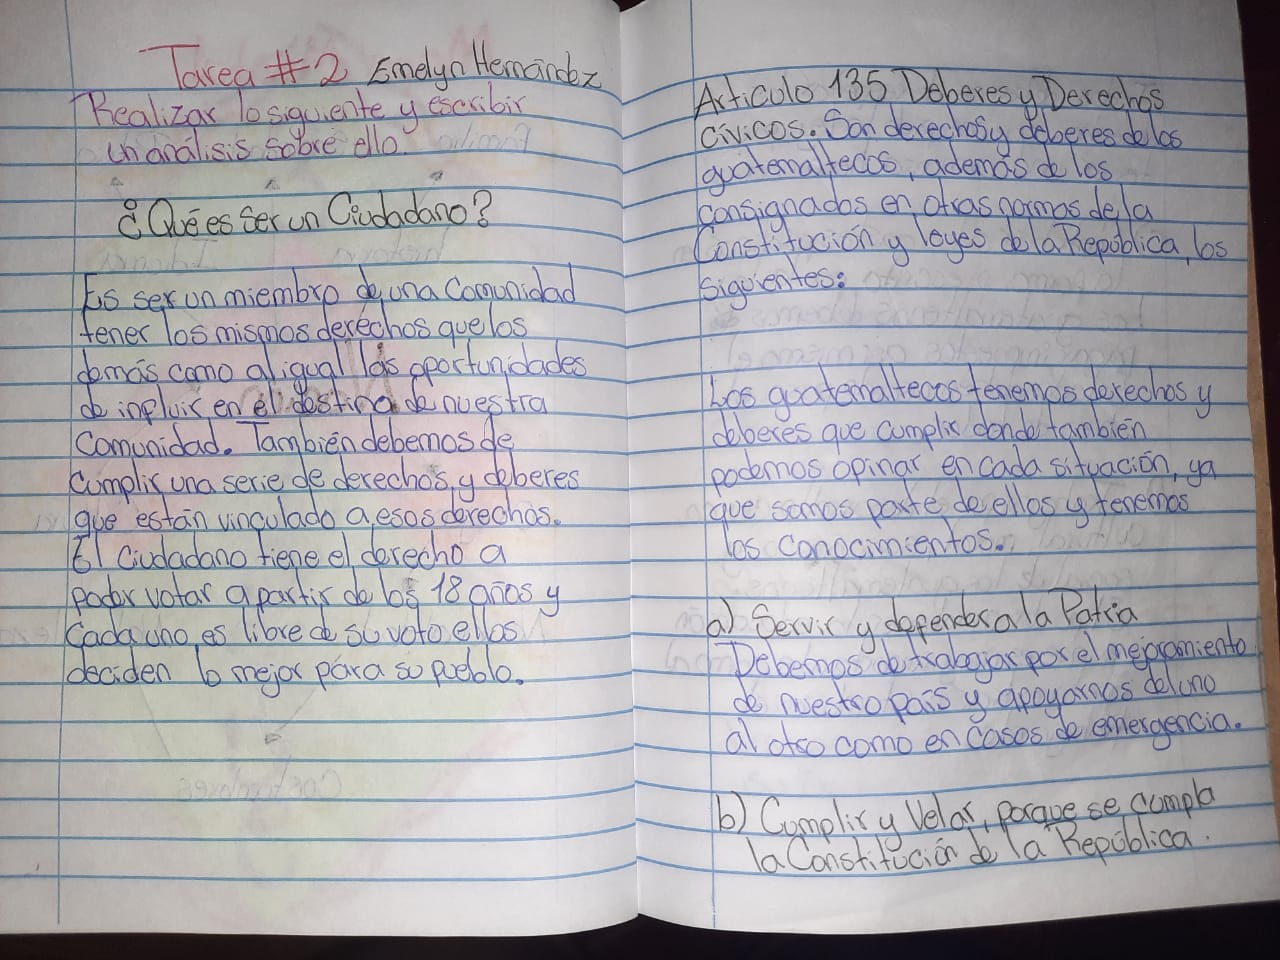 Tarea #2 Emelyn Hernández
Realizar lo siguiente y escribir
un análisis sobre ello.
¿Qué es ser un Ciudadano?
Es ser un miembro de una Comunidad
tener los mismos derechos que los
demás como al igual las oportunidades
de influir en el destino de nuestra
Comunidad. También debemos de
cumplir una serie de derechos y deberes
que están vinculado a esos derechos.
El Ciudadano tiene el derecho a
poder votar a partir de los 18 años y
Cada uno es libre de su voto ellos
deciden lo mejor para su pueblo.
Articulo 135 Deberes y Derechos
Cívicos. Son derechos y deberes de los
guatemaltecos, además de los
consignados en otras normas de la
Constitución y leyes de la República, los
siguientes:
Los guatemaltecos tenemos derechos y
deberes que cumplir donde también
podemos opinar en cada situación, ya
que somos parte de ellos y tenemos
los conocimientos.
a) Servir y depender a la Patria
Debemos de trabajar por el mejoramiento
de nuestro país y apoyarnos del uno
al otro como en casos de emergencia.
b) Cumplir y Velar, porque se cumpla
la Constitución de la República.